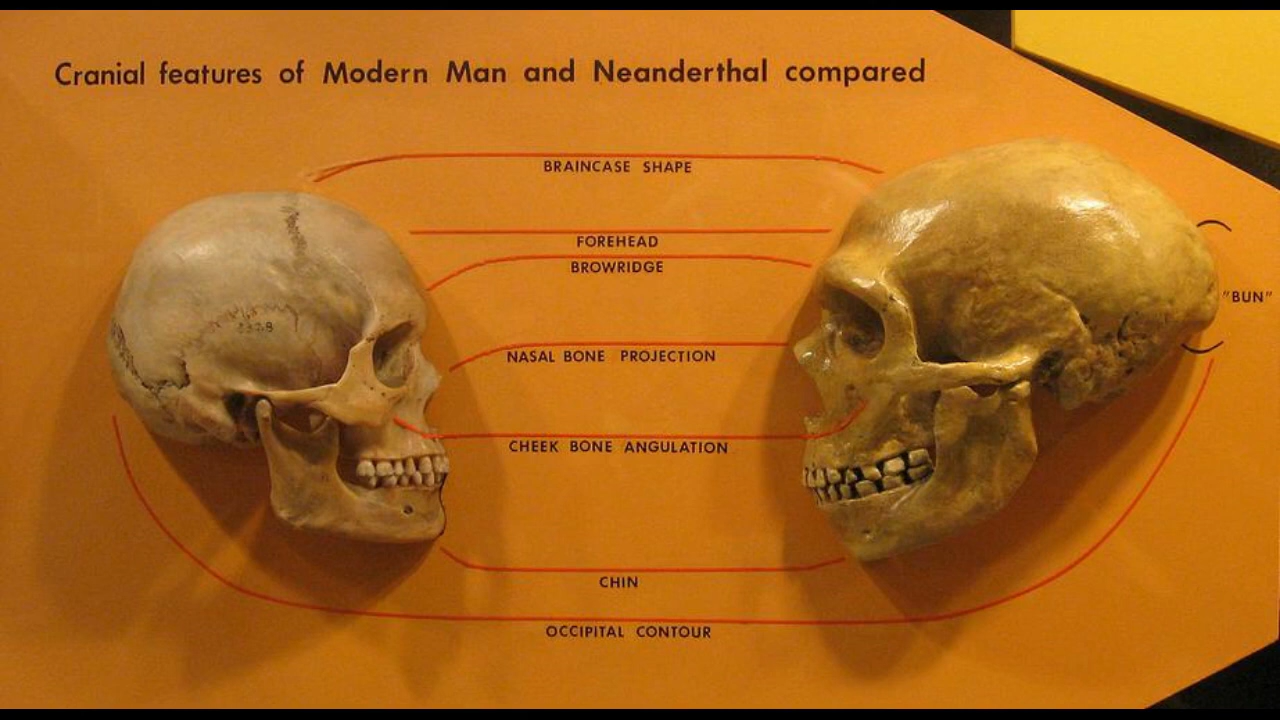 Cranial features of Modern Man and Neanderthal compared
BRAINCASE SHAPE
FOREHEAD
BROWRIDGE
"BUN"
NASAL BONE PROJECTION
CHEEK BONE ANGULATION
CHIN
OCCIPITAL CONTOUR